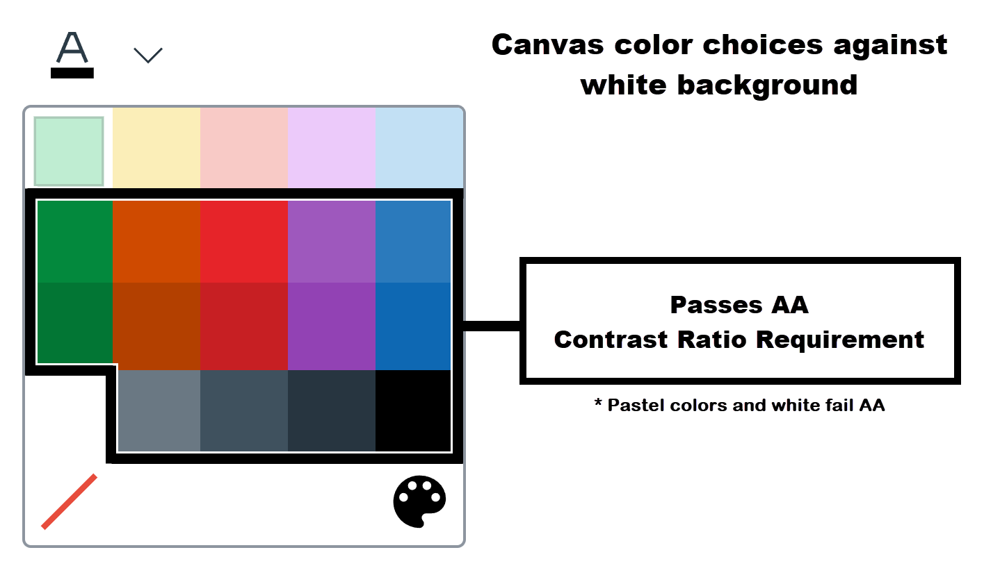 A
Canvas color choices against
white background
Passes AA
Contrast Ratio Requirement
* Pastel colors and white fail AA